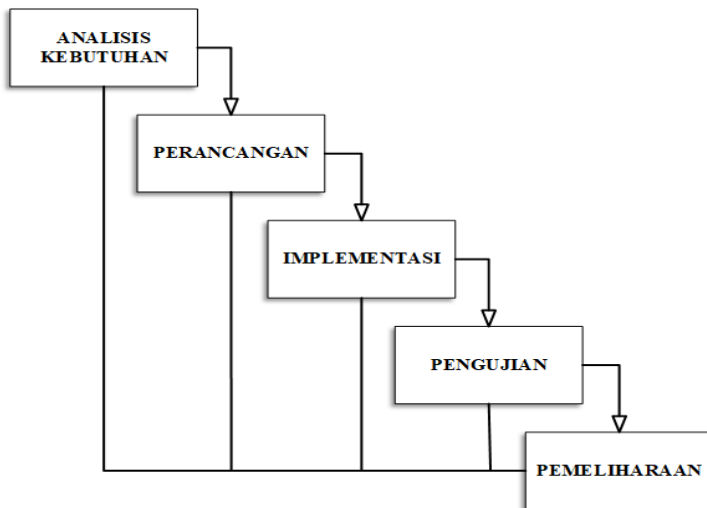 ANALISIS
KEBUTUHAN
PERANCANGAN
IMPLEMENTASI
PENGUJIAN
PEMELIHARAAN